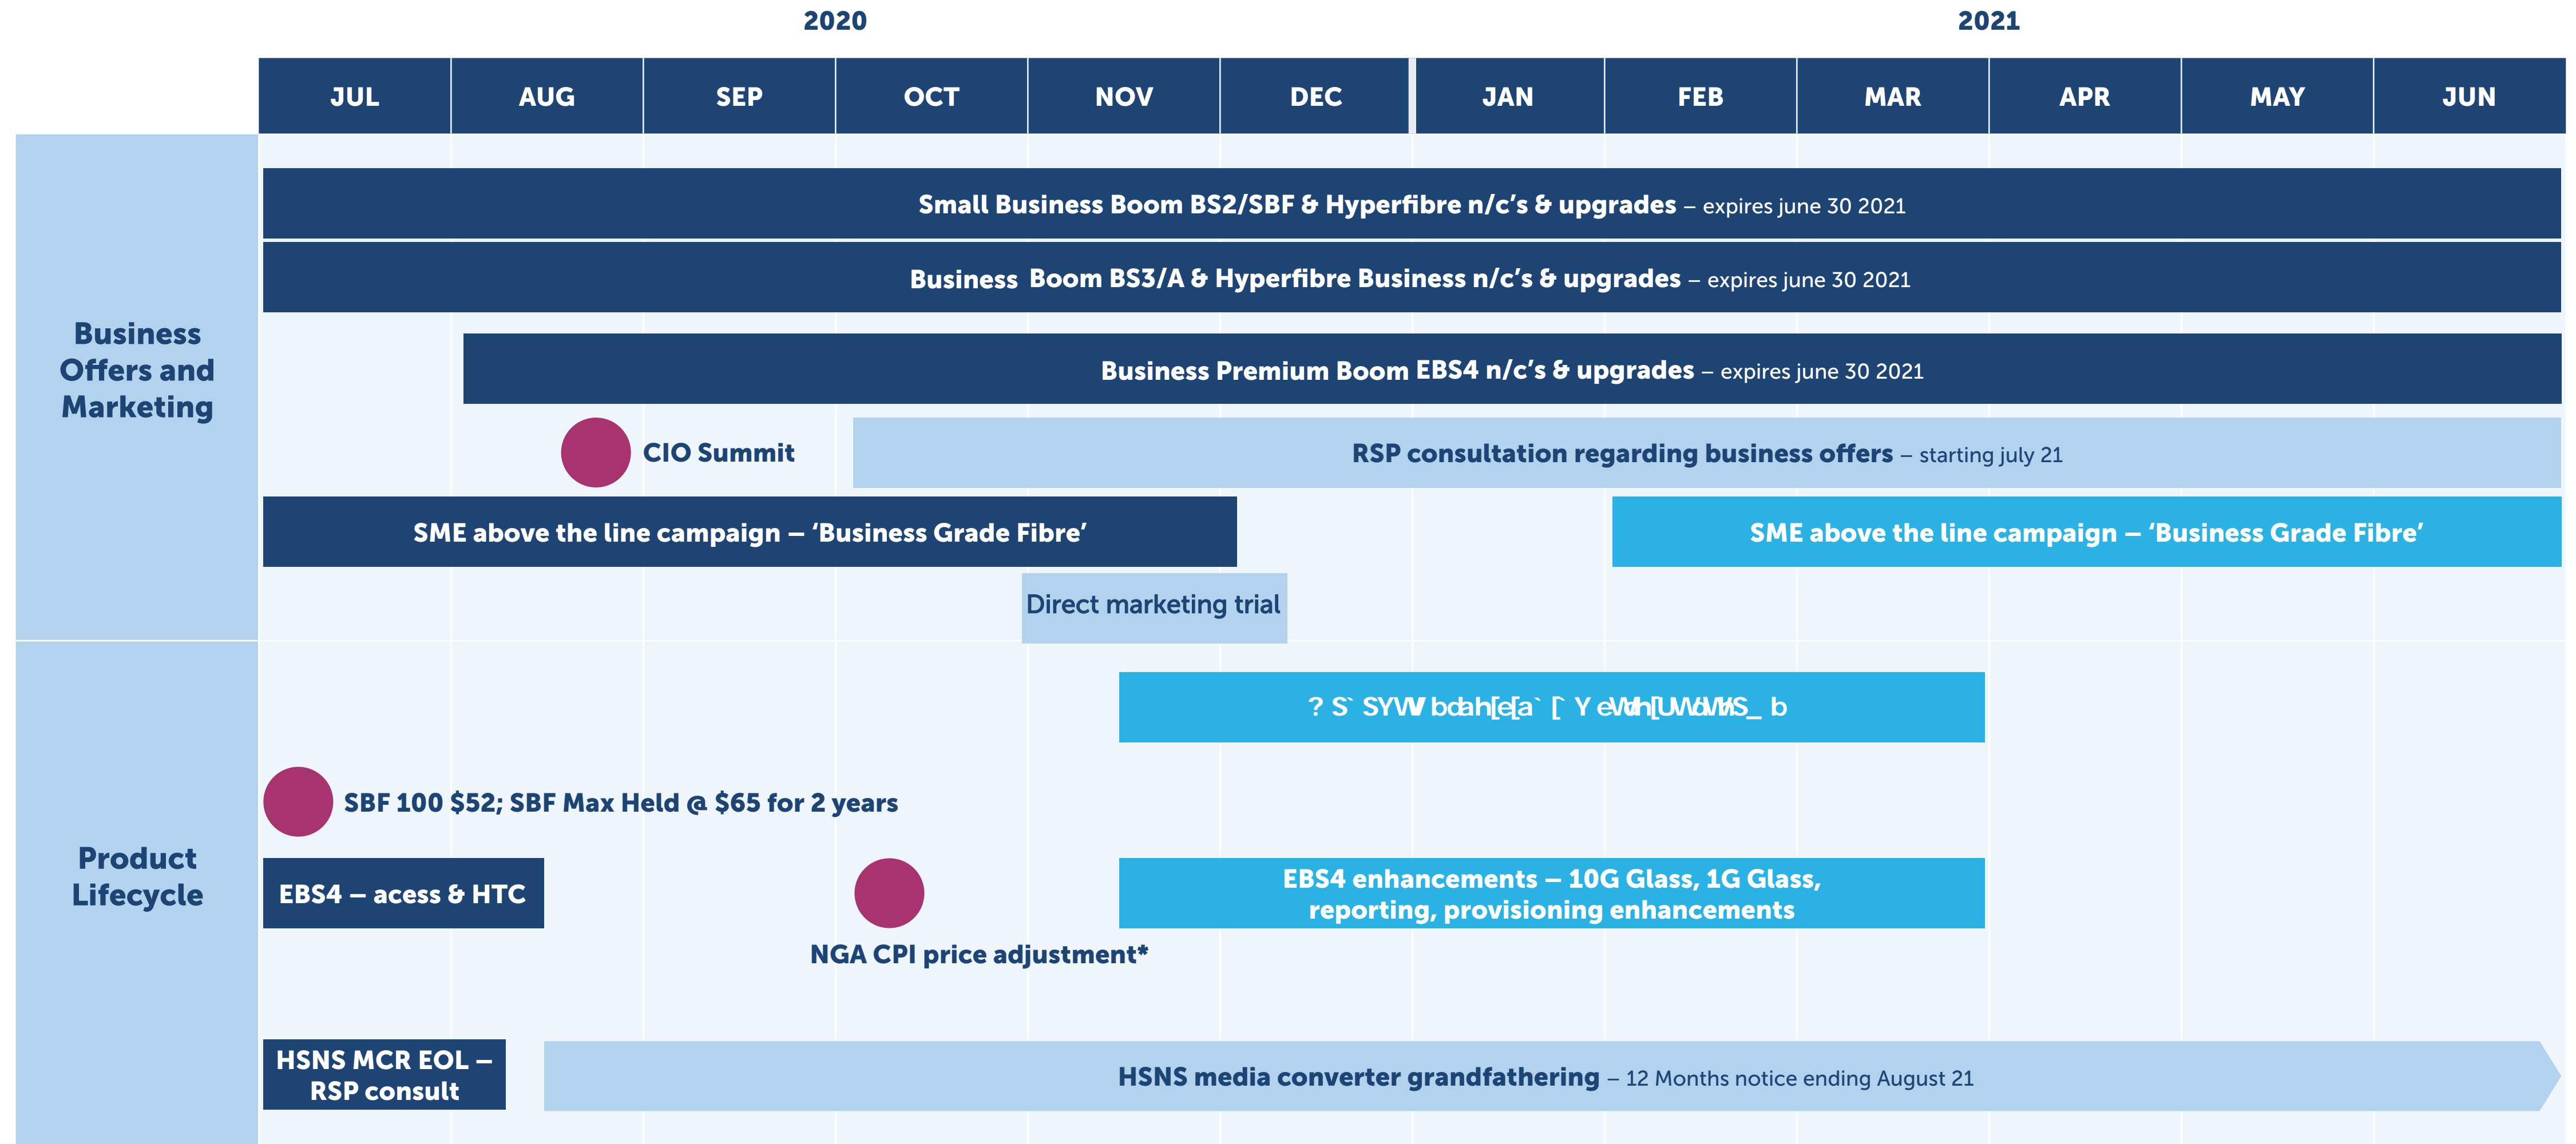 2020
2021
JUL
AUG
SEP
OCT
NOV
DEC
JAN
FEB
MAR
APR
MAY
JUN
Business
Offers and
Marketing
Small Business Boom BS2/SBF & Hyperfibre n/c’s & upgrades – expires june 30 2021
Business Boom BS3/A & Hyperfibre Business n/c’s & upgrades – expires june 30 2021
Business Premium Boom EBS4 n/c’s & upgrades – expires june 30 2021
CIO Summit
RSP consultation regarding business offers – starting july 21
SME above the line campaign – ‘Business Grade Fibre’
SME above the line campaign – ‘Business Grade Fibre’
Direct marketing trial
Product
Lifecycle
SBF 100 $52; SBF Max Held @ $65 for 2 years
EBS4 – acess & HTC
NGA CPI price adjustment*
EBS4 enhancements – 10G Glass, 1G Glass,
reporting, provisioning enhancements
HSNS MCR EOL –
RSP consult
HSNS media converter grandfathering – 12 Months notice ending August 21